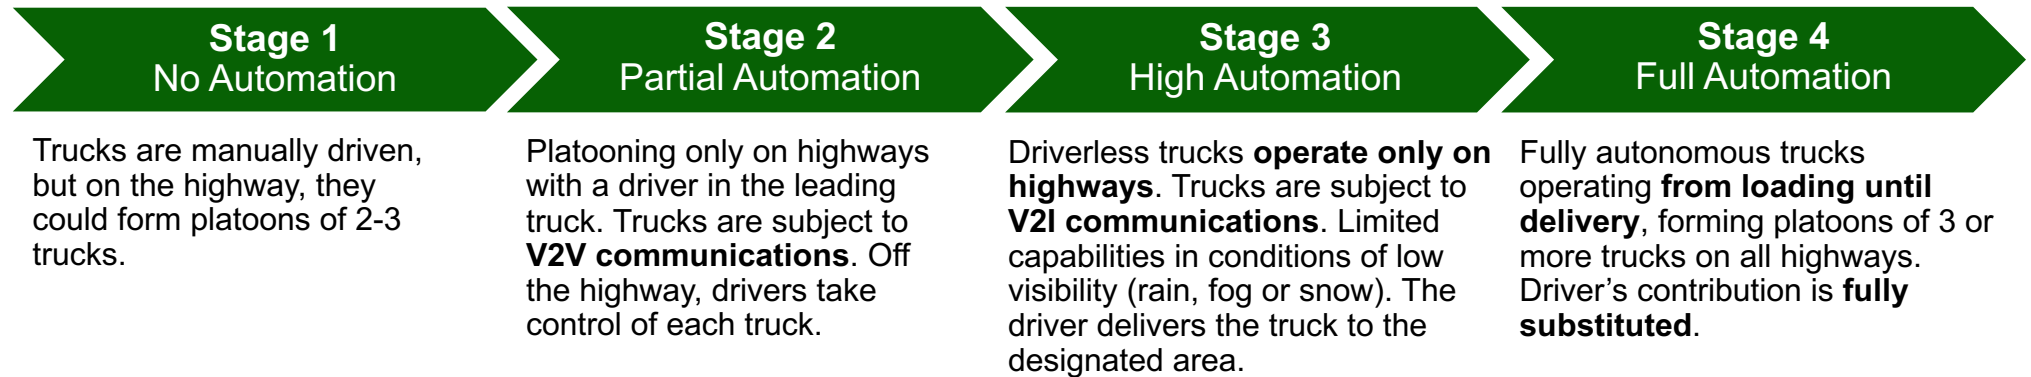 Stage 1
No Automation
Trucks are manually driven,
but on the highway, they
could form platoons of 2-3
trucks.
Stage 2
Partial Automation
Platooning only on highways
with a driver in the leading
truck. Trucks are subject to
V2V communications. Off
the highway, drivers take
control of each truck.
Stage 3
High Automation
Driverless trucks operate only on
highways. Trucks are subject to
V2I communications. Limited
capabilities in conditions of low
visibility (rain, fog or snow). The
driver delivers the truck to the
designated area.
Stage 4
Full Automation
Fully autonomous trucks
operating from loading until
delivery, forming platoons of 3 or
more trucks on all highways.
Driver’s contribution is fully
substituted.